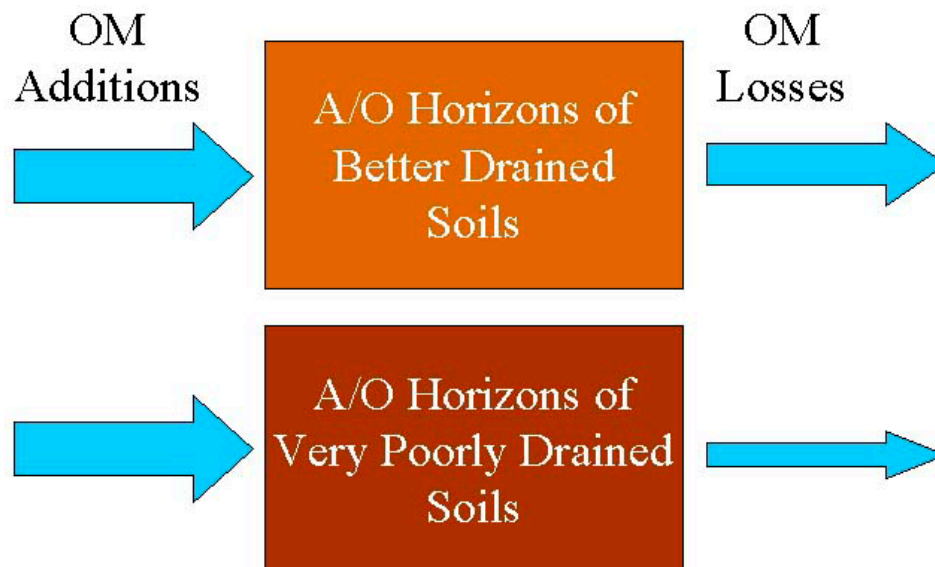 OM
Additions
OM
Losses
A/O Horizons of
Better Drained
Soils
A/O Horizons of
Very Poorly Drained
Soils